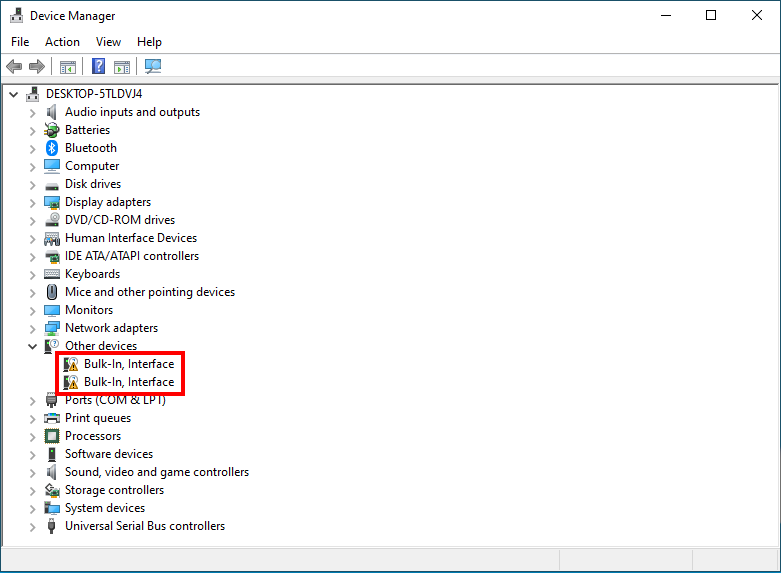 Device Manager
File Action View Help
DESKTOP-5TLDVJ4
Audio inputs and outputs
Batteries
Bluetooth
Computer
Disk drives
Display adapters
DVD/CD-ROM drives
Human Interface Devices
IDE ATA/ATAPI controllers
Keyboards
Mice and other pointing devices
Monitors
Network adapters
Other devices
Bulk-In, Interface
Bulk-In, Interface
Ports (COM & LPT)
Print queues
Processors
Software devices
Sound, video and game controllers
Storage controllers
System devices
Universal Serial Bus controllers